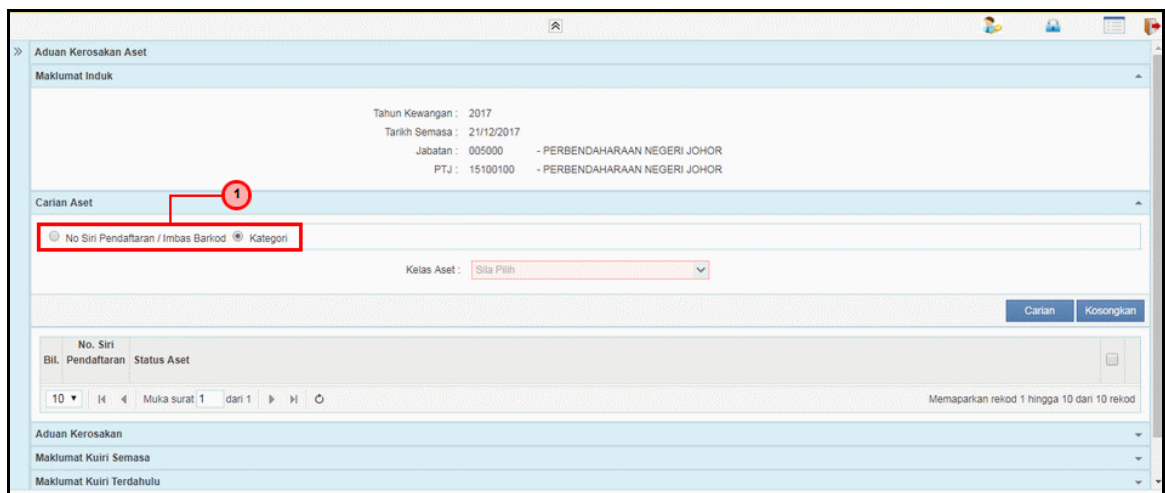 Aduan Kerosakan Aset
Maklumat Induk
Tahun Kewangan : 2017
Tarikh Semasa : 21/12/2017
Jabatan : 005000 - PERBENDAHARAAN NEGERI JOHOR
PTJ : 15100100 - PERBENDAHARAAN NEGERI JOHOR
1
Carian Aset
No Siri Pendaftaran / Imbas Barkod Kategori
Kelas Aset : Sila Pilih
Carian Kosongkan
Bil. No. Siri Pendaftaran Status Aset
10 Muka surat 1 dari 1 Memaparkan rekod 1 hingga 10 dari 10 rekod
Aduan Kerosakan
Maklumat Kuiri Semasa
Maklumat Kuiri Terdahulu